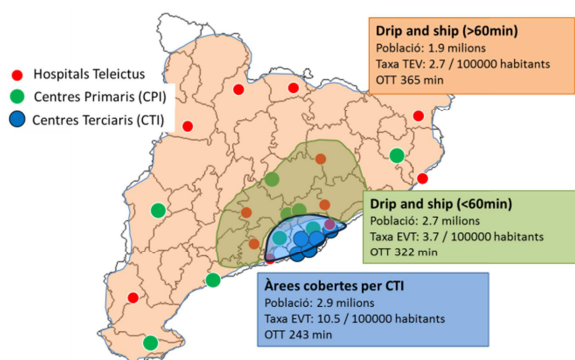 Hospitals Teleictus
Centres Primaris (CPI)
Centres Terciaris (CTI)
Drip and ship (>60min)
Població: 1.9 milions
Taxa TEV: 2.7 / 100000 habitants
OTT 365 min
Drip and ship (<60min)
Població: 2.7 milions
Taxa EVT: 3.7 / 100000 habitants
OTT 322 min
Àrees cobertes per CTI
Població: 2.9 milions
Taxa EVT: 10.5 / 100000 habitants
OTT 243 min